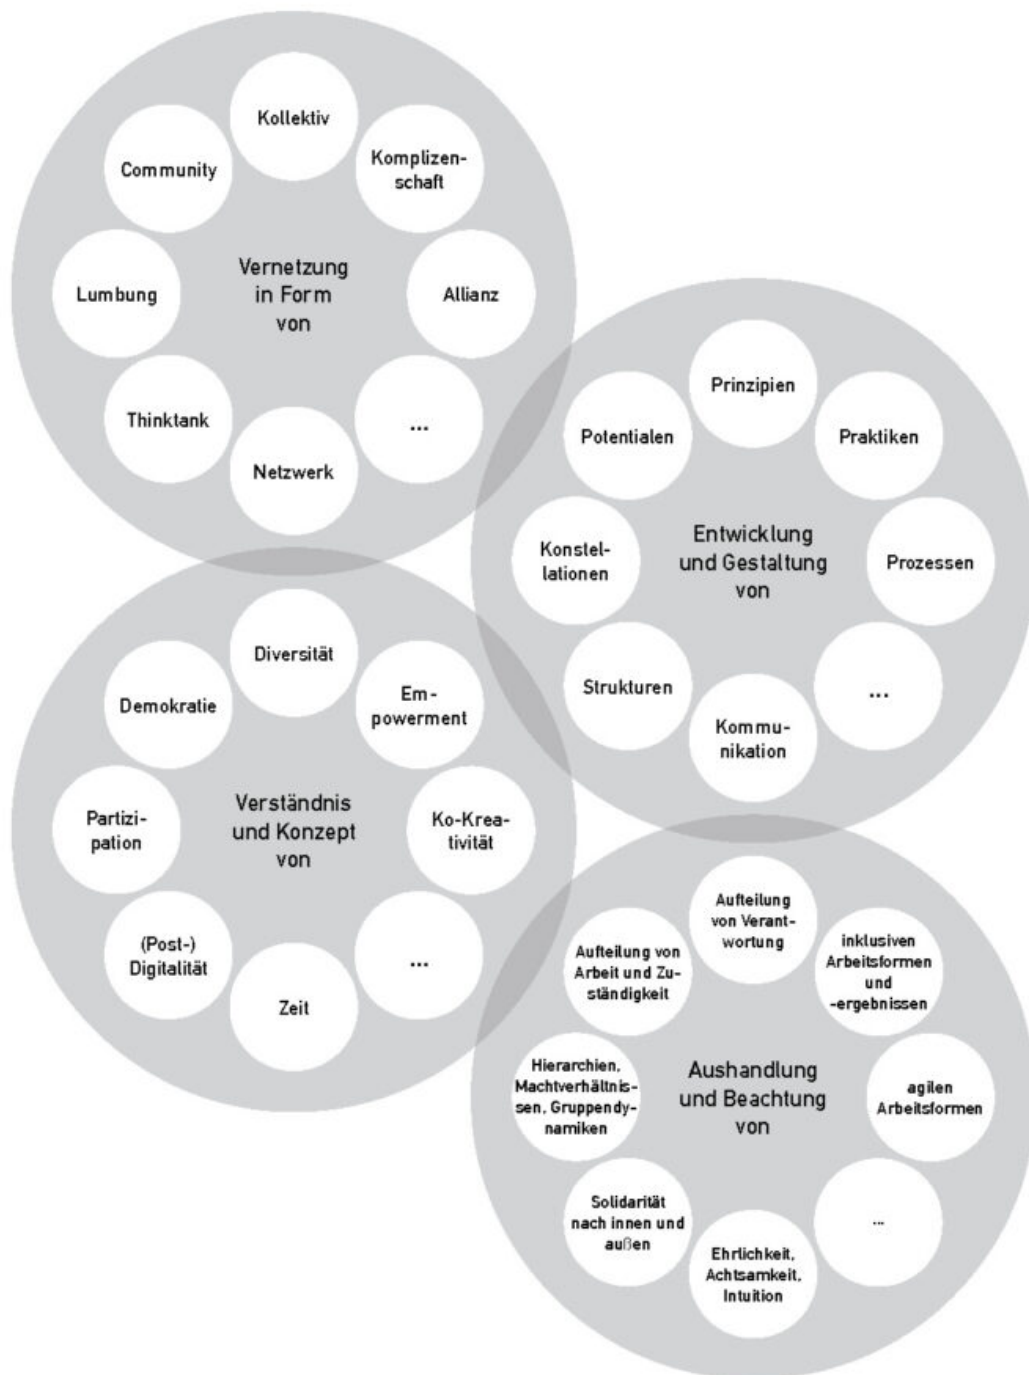 Kollektiv
Komplizen-
schaft
Allianz
...
Netzwerk
Thinktank
Lumbung
Community
Vernetzung
in Form
von
Prinzipien
Praktiken
Prozessen
...
Kommu-
nikation
Strukturen
Konstel-
lationen
Potentialen
Entwicklung
und Gestaltung
von
Diversität
Em-
powerment
Ko-Krea-
tivität
...
Zeit
(Post-)
Digitalität
Partizi-
pation
Demokratie
Verständnis
und Konzept
von
Aufteilung
von Verant-
wortung
inklusiven
Arbeitsformen
und
-ergebnissen
agilen
Arbeitsformen
...
Ehrlichkeit,
Achtsamkeit,
Intuition
Solidarität
nach innen und
außen
Hierarchien,
Machtverhältnis-
sen, Gruppendy-
namiken
Aufteilung von
Arbeit und Zu-
ständigkeit
Aushandlung
und Beachtung
von